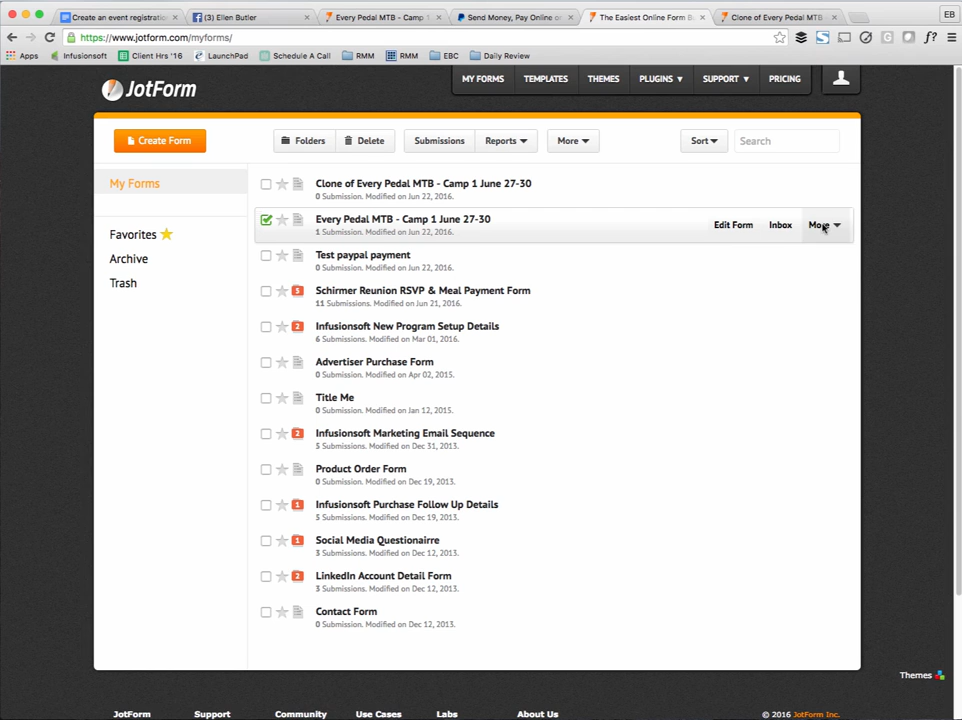 Create an event registratio
(3) Ellen Butler
Every Pedal MTB - Camp 1
Send Money, Pay Online o
The Easiest Online Form B
Clone of Every Pedal MTB
EB
https://www.jotform.com/myforms/
f?
Apps
Infusionsoft
Client Hrs '16
LaunchPad
Schedule A Call
RMM
RMM
EBC
Daily Review
JotForm
MY FORMS
TEMPLATES
THEMES
PLUGINS
SUPPORT
PRICING
Create Form
Folders
Delete
Submissions
Reports
More
Sort
Search
My Forms
Favorites
Archive
Trash
Clone of Every Pedal MTB - Camp 1 June 27-30
0 Submission. Modified on Jun 22, 2016.
Every Pedal MTB - Camp 1 June 27-30
1 Submission. Modified on Jun 22, 2016.
Edit Form
Inbox
More
Test paypal payment
0 Submission. Modified on Jun 22, 2016.
5
Schirmer Reunion RSVP & Meal Payment Form
11 Submissions. Modified on Jun 21, 2016.
2
Infusionsoft New Program Setup Details
6 Submissions. Modified on Mar 01, 2016.
Advertiser Purchase Form
0 Submission. Modified on Apr 02, 2015.
Title Me
0 Submission. Modified on Jan 12, 2015.
2
Infusionsoft Marketing Email Sequence
5 Submissions. Modified on Dec 31, 2013.
Product Order Form
0 Submission. Modified on Dec 19, 2013.
1
Infusionsoft Purchase Follow Up Details
5 Submissions. Modified on Dec 19, 2013.
1
Social Media Questionairre
3 Submissions. Modified on Dec 12, 2013.
2
LinkedIn Account Detail Form
3 Submissions. Modified on Dec 12, 2013.
Contact Form
0 Submission. Modified on Dec 12, 2013.
Themes
JotForm
Support
Community
Use Cases
Labs
About Us
© 2016 JotForm Inc.